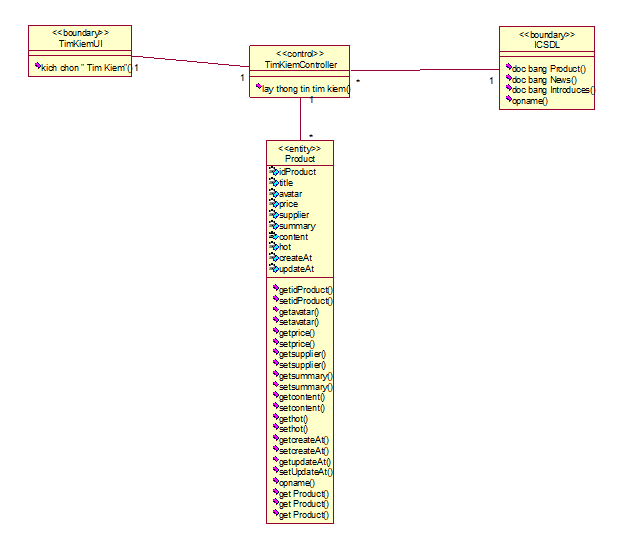 <<boundary>>
TimKiemUI
kich chon " Tim Kiem"()
1
1
<<control>>
TimKiemController
lay thong tin tim kiem()
1
*
*
1
<<boundary>>
ICSDL
doc bang Product()
doc bang News()
doc bang Introduces()
opname()
<<entity>>
Product
idProduct
title
avatar
price
supplier
summary
content
hot
createAt
updateAt
getidProduct()
setidProduct()
getavatar()
setavatar()
getprice()
setprice()
getsupplier()
setsupplier()
getsummary()
setsummary()
getcontent()
setcontent()
gethot()
sethot()
getcreateAt()
setcreateAt()
getupdateAt()
setUpdateAt()
opname()
get Product()
get Product()
get Product()